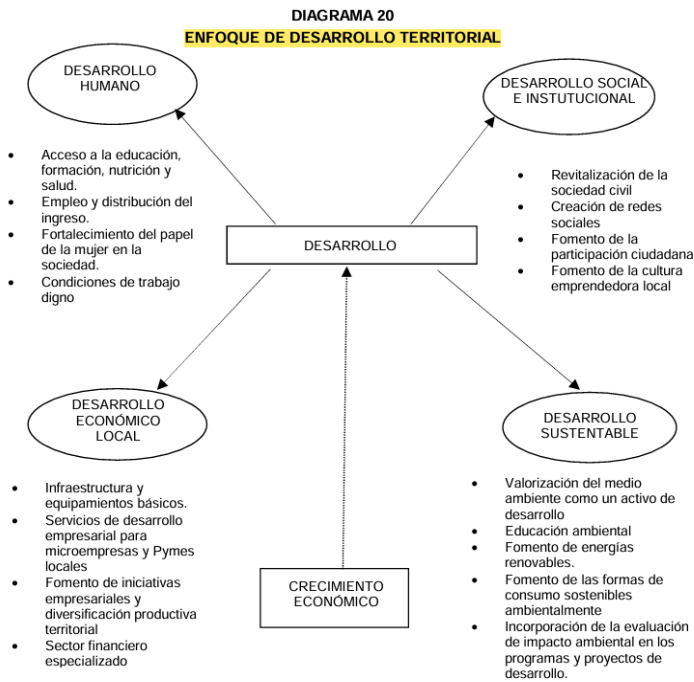 DIAGRAMA 20
ENFOQUE DE DESARROLLO TERRITORIAL
DESARROLLO
HUMANO
• Acceso a la educación,
formación, nutrición y
salud.
• Empleo y distribución del
ingreso.
• Fortalecimiento del papel
de la mujer en la
sociedad.
• Condiciones de trabajo
digno
DESARROLLO SOCIAL
E INSTUTUCIONAL
• Revitalización de la
sociedad civil
• Creación de redes
sociales
• Fomento de la
participación ciudadana
• Fomento de la cultura
emprendedora local
DESARROLLO
DESARROLLO
ECONÓMICO
LOCAL
• Infraestructura y
equipamientos básicos.
• Servicios de desarrollo
empresarial para
microempresas y Pymes
locales
• Fomento de iniciativas
empresariales y
diversificación productiva
territorial
• Sector financiero
especializado
CRECIMIENTO
ECONÓMICO
DESARROLLO
SUSTENTABLE
• Valorización del medio
ambiente como un activo de
desarrollo
• Educación ambiental
• Fomento de energías
renovables.
• Fomento de las formas de
consumo sostenibles
ambientalmente
• Incorporación de la evaluación
de impacto ambiental en los
programas y proyectos de
desarrollo.